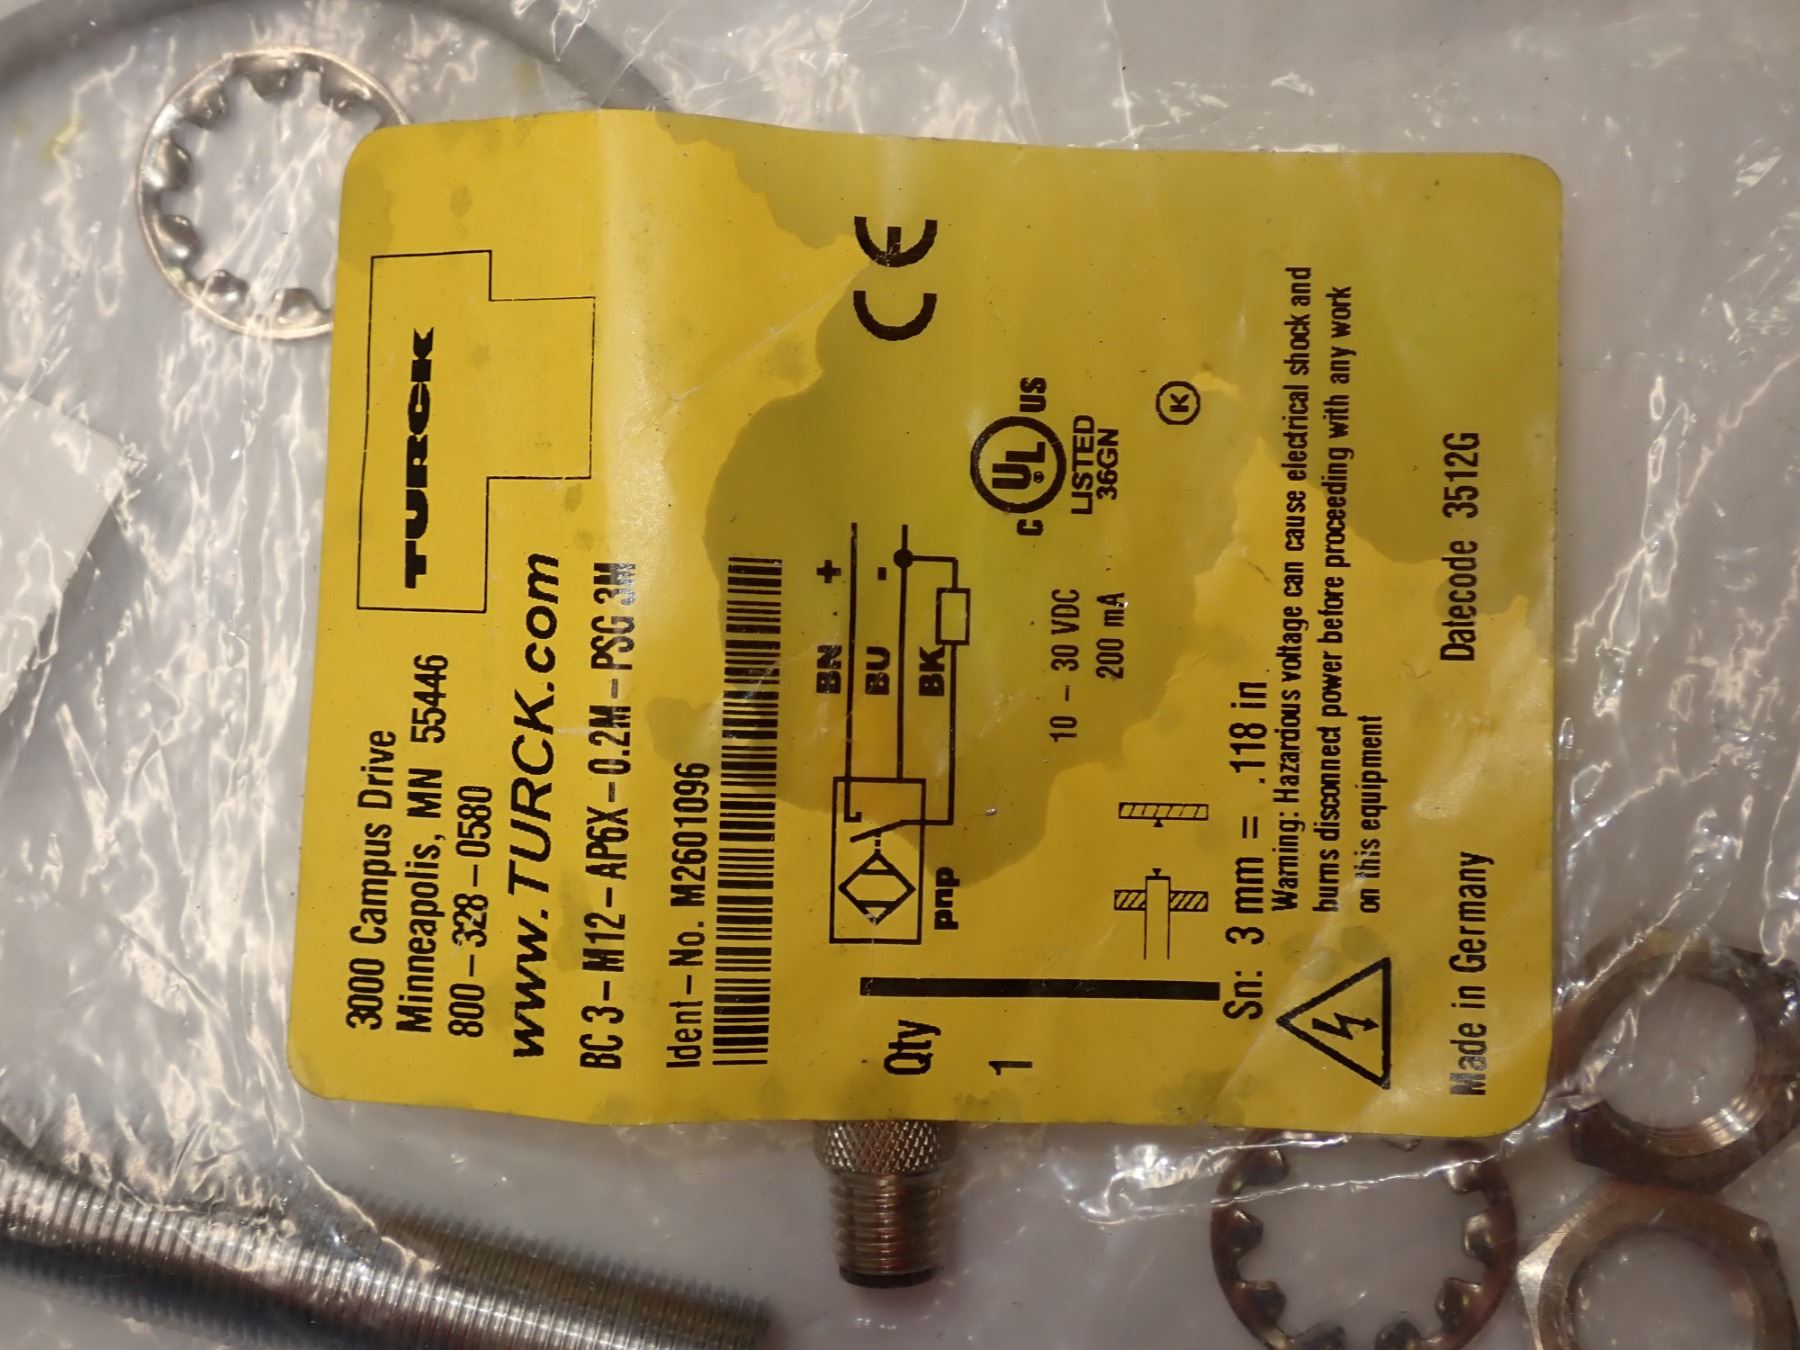 TURCK
3000 Campus Drive
Minneapolis, MN 55446
800-328-0580
www.TURCK.com
BC 3-M12-AP6X-0.2M-PSG 3M
Ident-No. M2601096
CE
Qty
1
BN +
BU -
BK
pnp
10 - 30 VDC
200 mA
C UL US
LISTED
36GN
K
Sn: 3 mm = .118 in
Warning: Hazardous voltage can cause electrical shock and
burns disconnect power before proceeding with any work
on this equipment
Made in Germany
Datecode 3512G